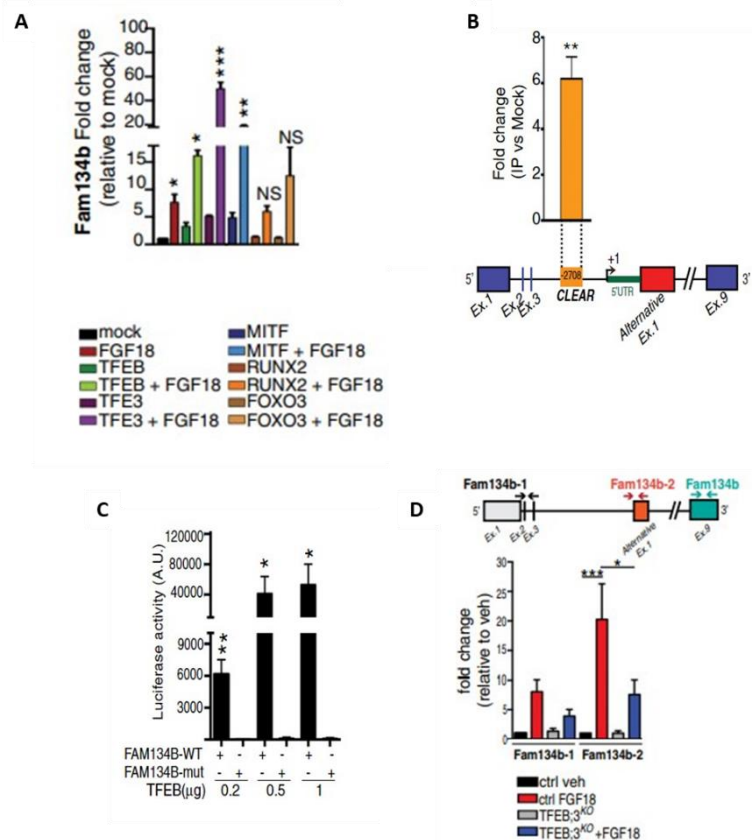 A
Fam134b Fold change
(relative to mock)
100
80
60
40
20
15
10
5
0
*
*
***
**
NS
NS
mock
FGF18
TFEB
TFEB + FGF18
TFE3
TFE3 + FGF18
MITF
MITF + FGF18
RUNX2
RUNX2 + FGF18
FOXO3
FOXO3 + FGF18
B
Fold change
(IP vs Mock)
8
6
4
2
0
**
5'
-2708
+1
3'
Ex.1
Ex.2
Ex.3
CLEAR
5'UTR
Alternative
Ex.1
Ex.9
C
Luciferase activity (A.U.)
120000
80000
40000
9000
6000
3000
**
*
*
FAM134B-WT + - + - + -
FAM134B-mut - + - + - +
TFEB(μg) 0.2 0.5 1
D
Fam134b-1 Fam134b-2 Fam134b
5' 3'
Ex.1
Ex.2
Ex.3
Alternative
Ex.1
Ex.9
fold change
(relative to veh)
30
25
20
15
10
5
0
***
*
Fam134b-1 Fam134b-2
ctrl veh
ctrl FGF18
TFEB;3KO
TFEB;3KO+FGF18